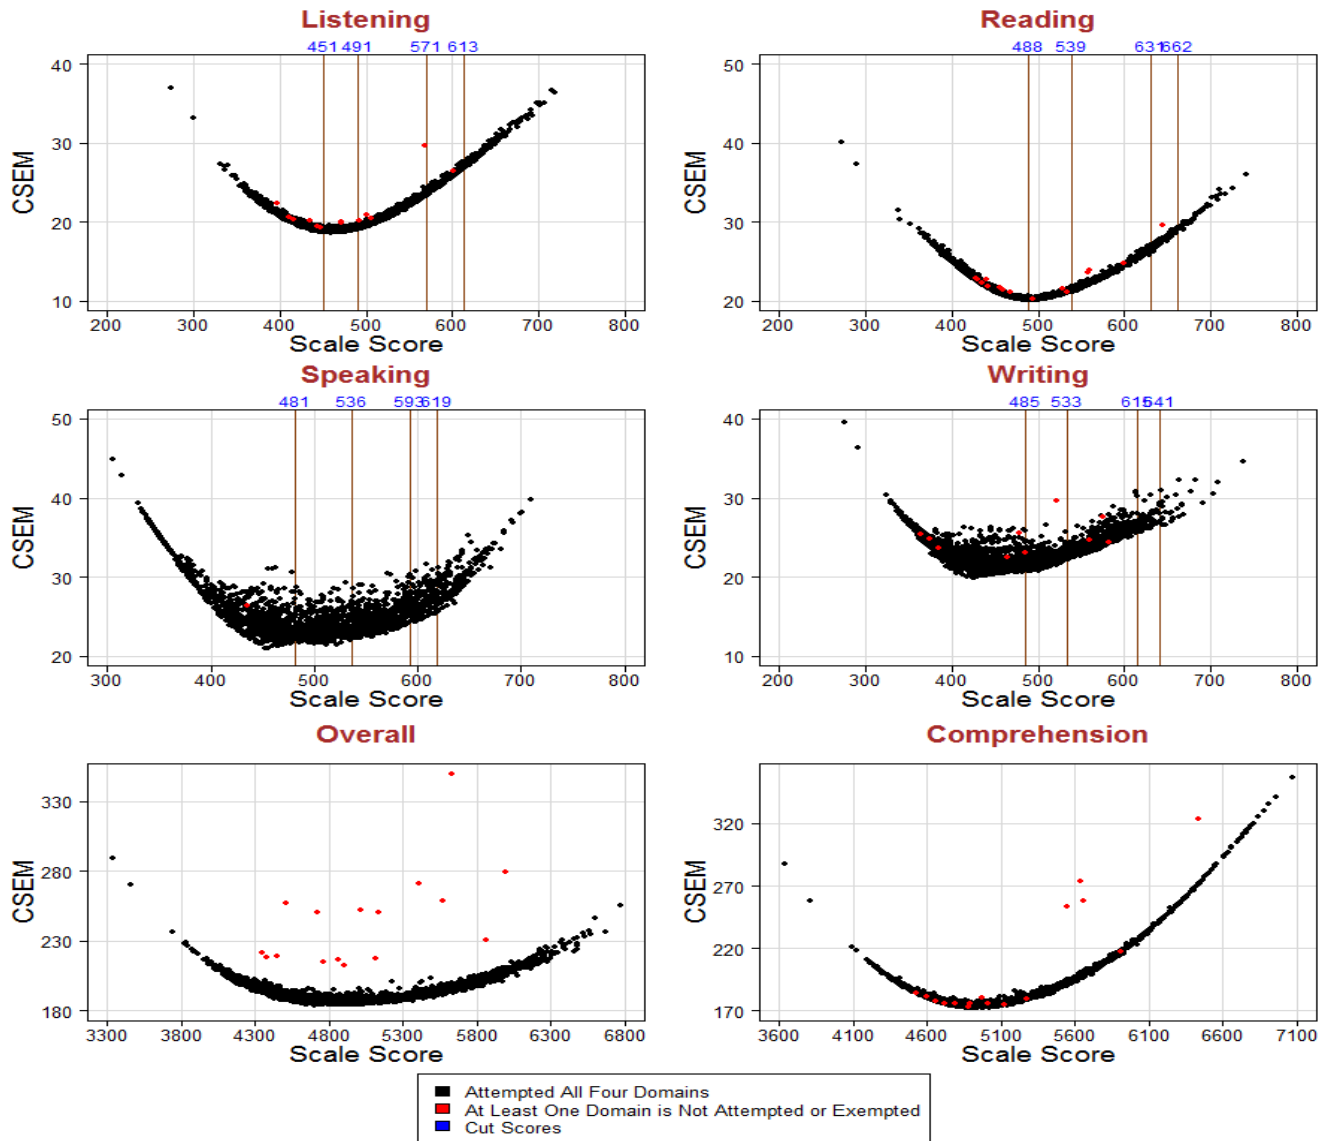 Listening
451 491 571 613
40
30
20
10
CSEM
200 300 400 500 600 700 800
Scale Score
Reading
488 539 631 662
50
40
30
20
CSEM
200 300 400 500 600 700 800
Scale Score
Speaking
481 536 593 619
50
40
30
20
CSEM
300 400 500 600 700 800
Scale Score
Writing
485 533 615 641
40
30
20
10
CSEM
200 300 400 500 600 700 800
Scale Score
Overall
330
280
230
180
CSEM
3300 3800 4300 4800 5300 5800 6300 6800
Scale Score
Comprehension
320
270
220
170
CSEM
3600 4100 4600 5100 5600 6100 6600 7100
Scale Score
Attempted All Four Domains
At Least One Domain is Not Attempted or Exempted
Cut Scores